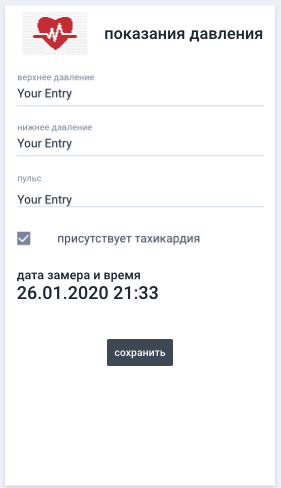 показания давления
верхнее давление
Your Entry
нижнее давление
Your Entry
пульс
Your Entry
присутствует тахикардия
дата замера и время
26.01.2020 21:33
сохранить